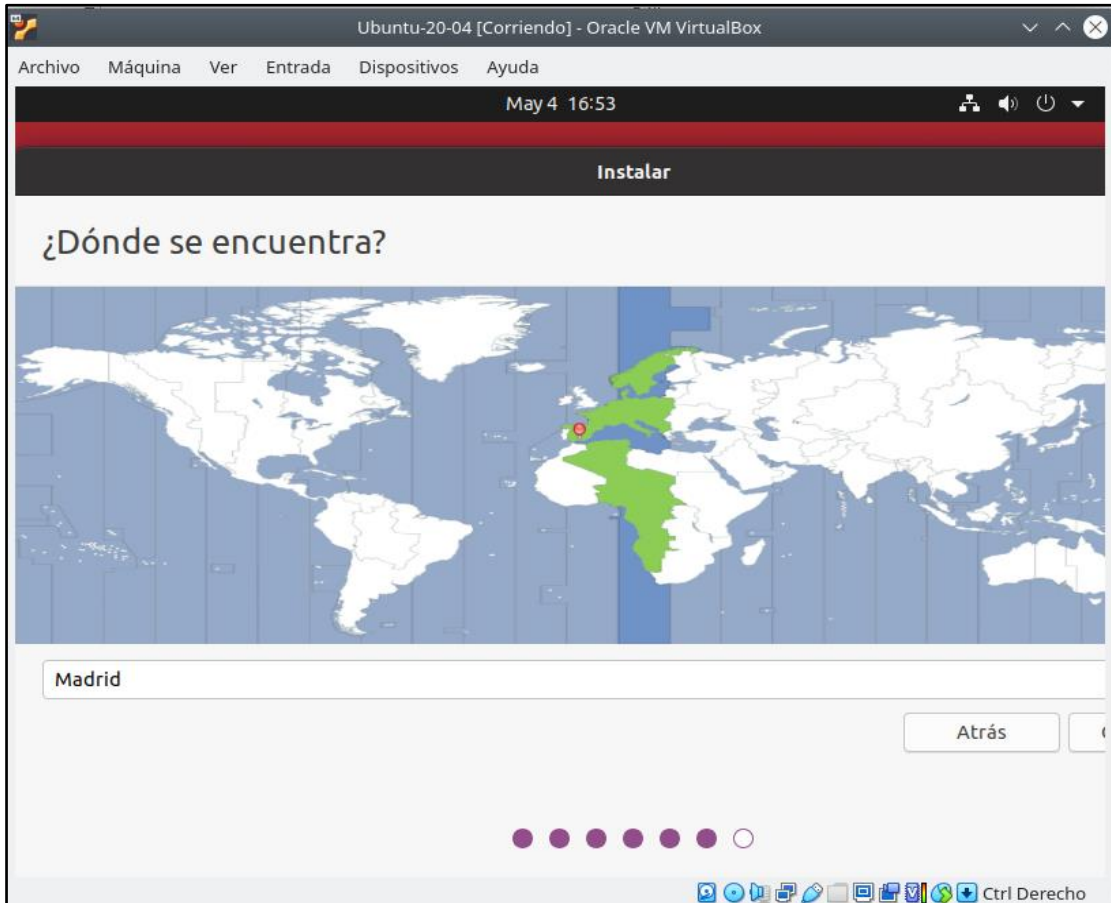 Ubuntu-20-04 [Corriendo] - Oracle VM VirtualBox
Archivo Máquina Ver Entrada Dispositivos Ayuda
May 4 16:53
Instalar
¿Dónde se encuentra?
Madrid
Atrás
Ctrl Derecho